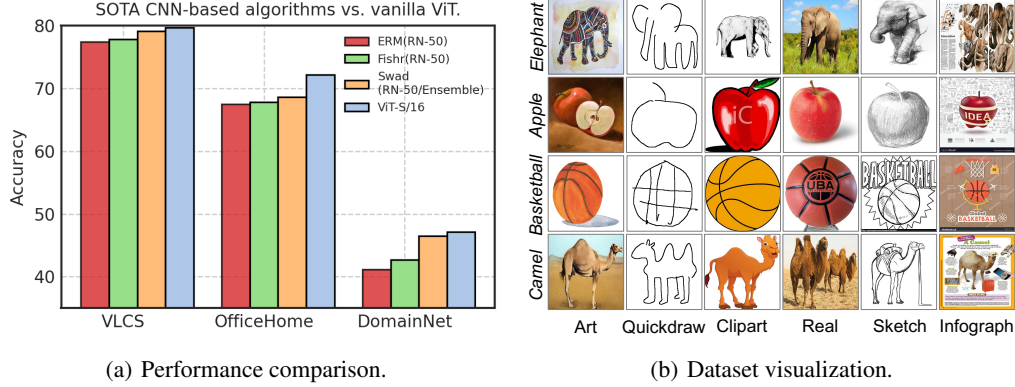 SOTA CNN-based algorithms vs. vanilla ViT.
80
70
60
50
40
Accuracy
ERM(RN-50)
Fishr(RN-50)
Swad
(RN-50/Ensemble)
ViT-S/16
VLCS
OfficeHome
DomainNet
(a) Performance comparison.
Elephant
Apple
iC
IDEA
Basketball
UBA
BASKETBALL
BASKETBALL
Camel
A Camel
Art
Quickdraw
Clipart
Real
Sketch
Infograph
(b) Dataset visualization.